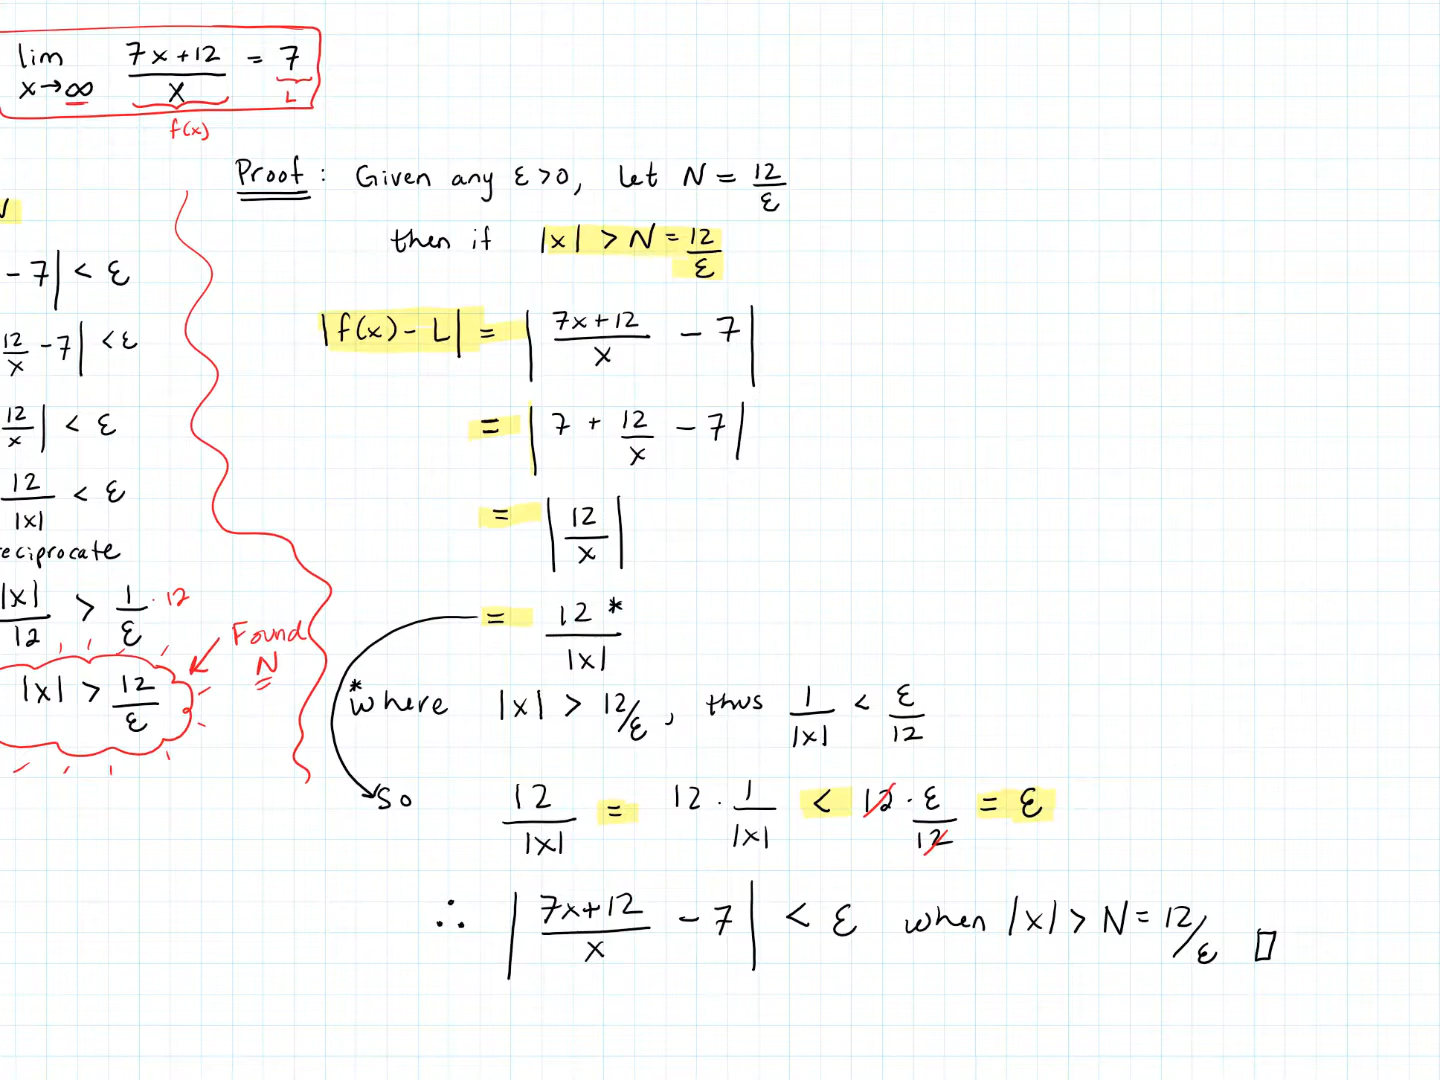 lim x→∞ (7x+12)/x = 7
L
f(x)
N
- 7| < ε
12/x - 7| < ε
12/x | < ε
12/|x| < ε
reciprocate
|x|/12 > 1/ε · 12
|x| > 12/ε
Found N
Proof : Given any ε>0, let N = 12/ε
then if |x| > N = 12/ε
|f(x) - L| = | (7x+12)/x - 7 |
= | 7 + 12/x - 7 |
= | 12/x |
= 12/|x| *
*where |x| > 12/ε, thus 1/|x| < ε/12
so 12/|x| = 12 · 1/|x| < 12 · ε/12 = ε
∴ | (7x+12)/x - 7 | < ε when |x| > N = 12/ε □